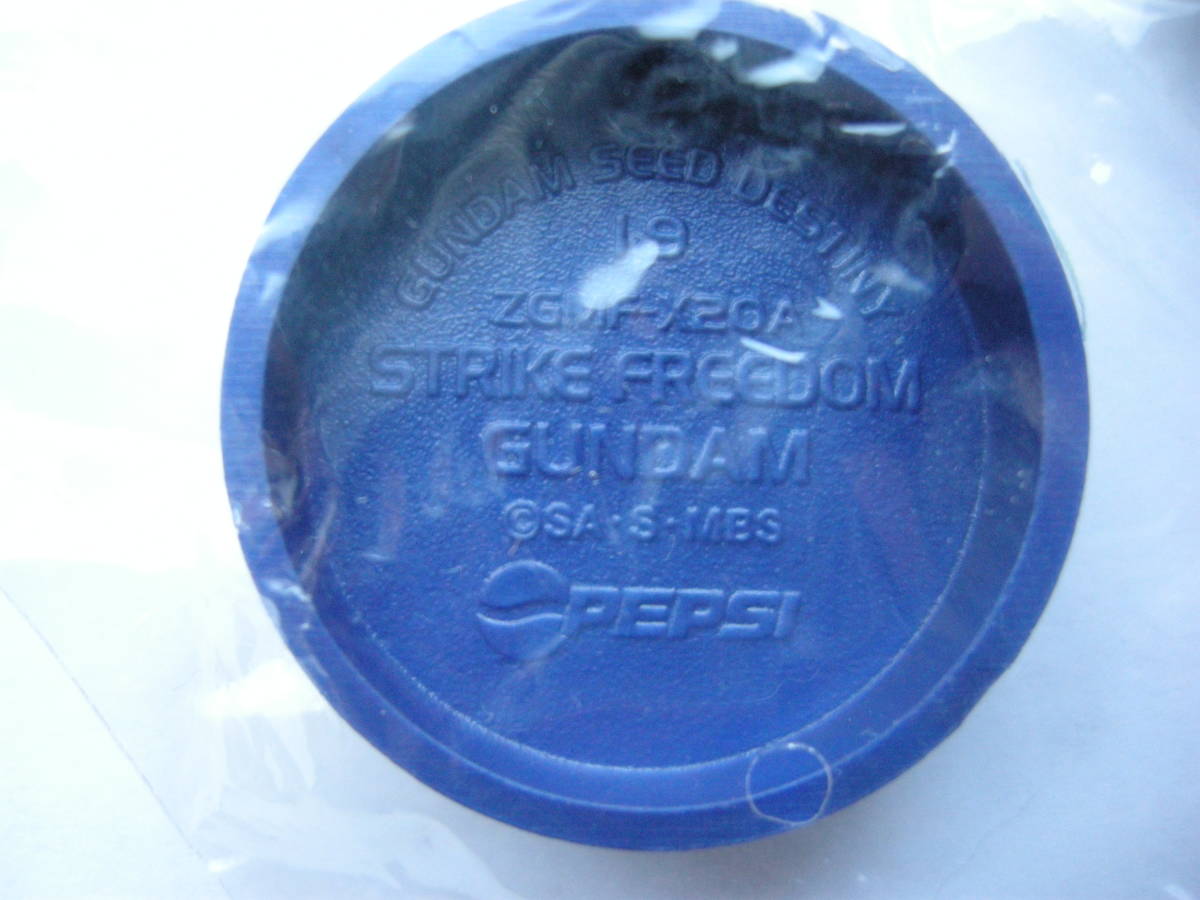 GUNDAM SEED DESTINY
19
ZGMF-X20A
STRIKE FREEDOM
GUNDAM
©SA・S・MBS
PEPSI